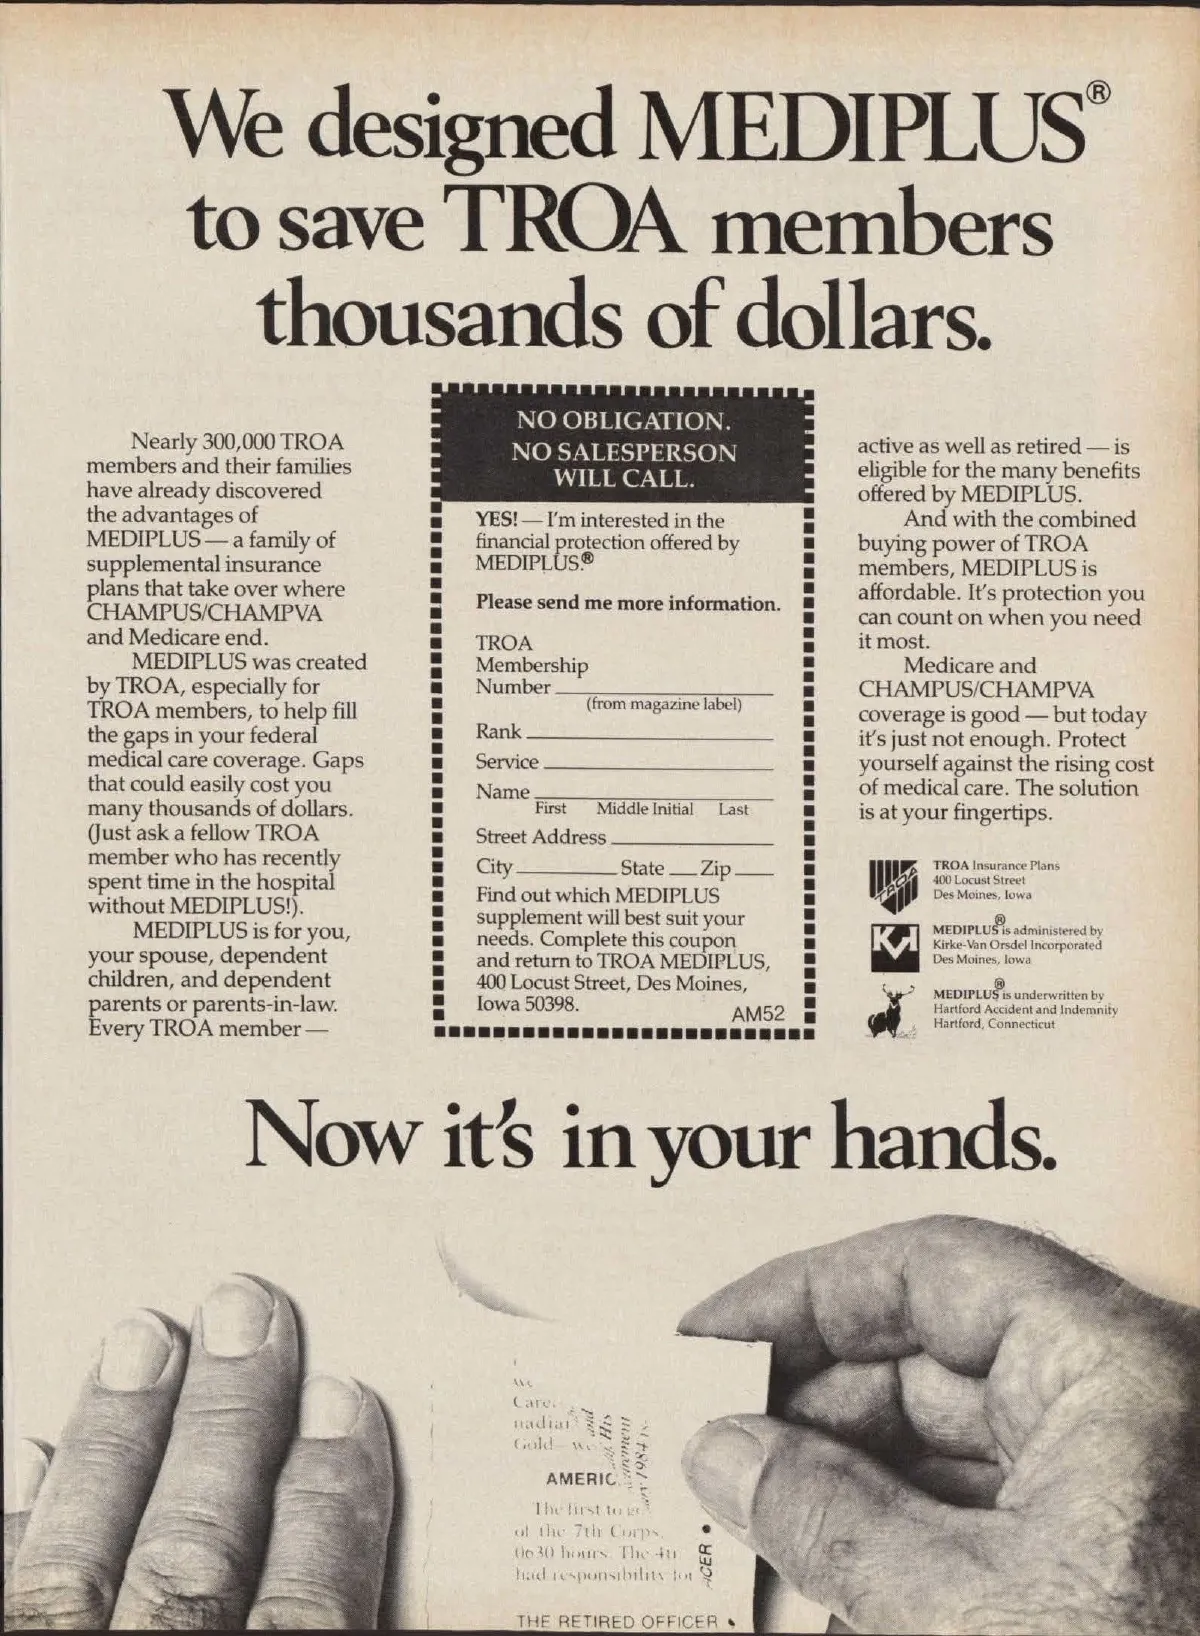 We designed MEDIPLUS®
to save TROA members
thousands of dollars.
Nearly 300,000 TROA
members and their families
have already discovered
the advantages of
MEDIPLUS — a family of
supplemental insurance
plans that take over where
CHAMPUS/CHAMPVA
and Medicare end.
MEDIPLUS was created
by TROA, especially for
TROA members, to help fill
the gaps in your federal
medical care coverage. Gaps
that could easily cost you
many thousands of dollars.
(Just ask a fellow TROA
member who has recently
spent time in the hospital
without MEDIPLUS!).
MEDIPLUS is for you,
your spouse, dependent
children, and dependent
parents or parents-in-law.
Every TROA member —
NO OBLIGATION.
NO SALESPERSON
WILL CALL.
YES! — I'm interested in the
financial protection offered by
MEDIPLUS.®
Please send me more information.
TROA
Membership
Number
(from magazine label)
Rank
Service
Name
First Middle Initial Last
Street Address
City State Zip
Find out which MEDIPLUS
supplement will best suit your
needs. Complete this coupon
and return to TROA MEDIPLUS,
400 Locust Street, Des Moines,
Iowa 50398.
AM52
active as well as retired — is
eligible for the many benefits
offered by MEDIPLUS.
And with the combined
buying power of TROA
members, MEDIPLUS is
affordable. It's protection you
can count on when you need
it most.
Medicare and
CHAMPUS/CHAMPVA
coverage is good — but today
it's just not enough. Protect
yourself against the rising cost
of medical care. The solution
is at your fingertips.
TROA
TROA Insurance Plans
400 Locust Street
Des Moines, Iowa
MEDIPLUS® is administered by
Kirke-Van Orsdel Incorporated
Des Moines, Iowa
MEDIPLUS® is underwritten by
Hartford Accident and Indemnity
Hartford, Connecticut
Now it's in your hands.
We
Care
nadian
Gold—we
and
His
1984
AMERIC
The first to g
of the 7th Corps,
0630 hours. The 4t
had responsibility for
ICER •
THE RETIRED OFFICER •